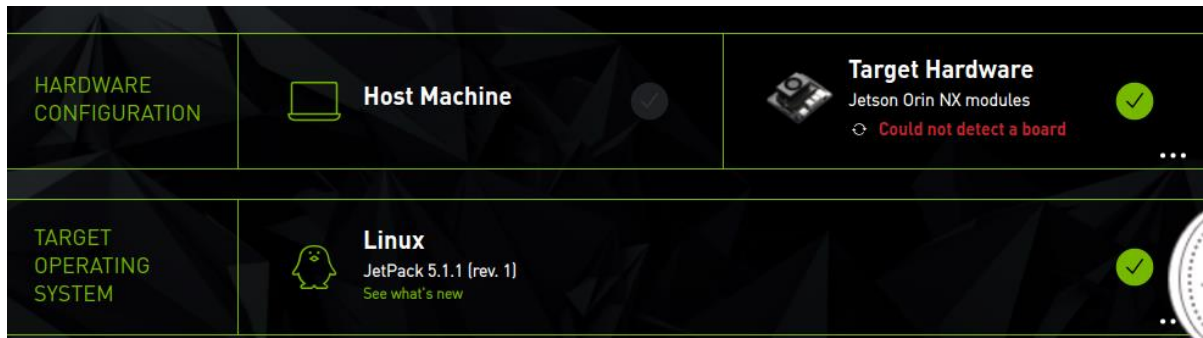 HARDWARE
CONFIGURATION
Host Machine
Target Hardware
Jetson Orin NX modules
Could not detect a board
TARGET
OPERATING
SYSTEM
Linux
JetPack 5.1.1 (rev. 1)
See what's new